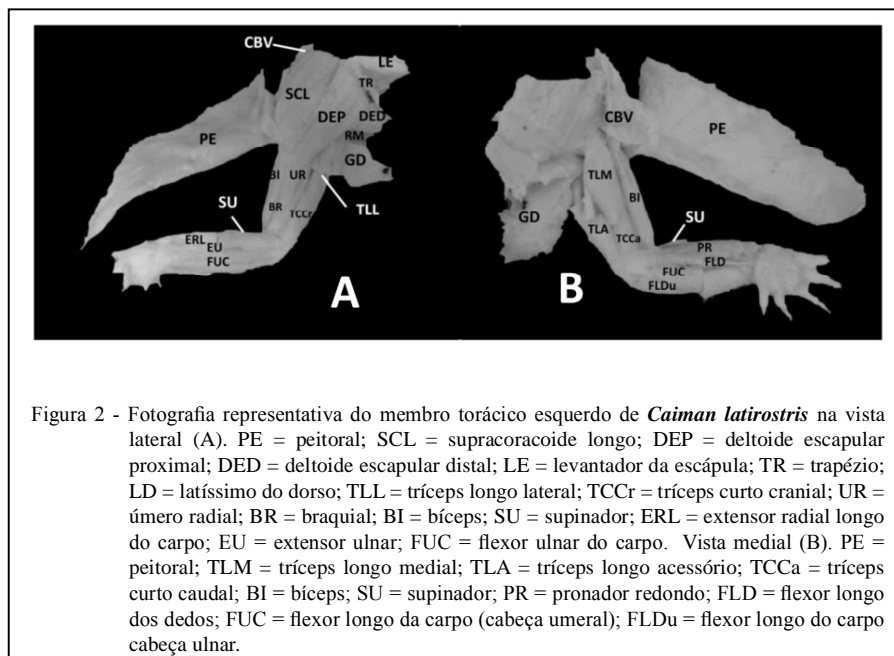 CBV
LE
SCL
TR
DEP
DED
PE
RM
GD
BI
UR
SU
TLL
BR
TCCr
ERL
EU
FUC
A
CBV
PE
TLM
BI
GD
SU
TLA
TCCa
PR
FLD
FUC
FLDu
B
Figura 2 - Fotografia representativa do membro torácico esquerdo de Caiman latirostris na vista
lateral (A). PE = peitoral; SCL = supracoracoide longo; DEP = deltoide escapular
proximal; DED = deltoide escapular distal; LE = levantador da escápula; TR = trapézio;
LD = latíssimo do dorso; TLL = tríceps longo lateral; TCCr = tríceps curto cranial; UR =
úmero radial; BR = braquial; BI = bíceps; SU = supinador; ERL = extensor radial longo
do carpo; EU = extensor ulnar; FUC = flexor ulnar do carpo. Vista medial (B). PE =
peitoral; TLM = tríceps longo medial; TLA = tríceps longo acessório; TCCa = tríceps
curto caudal; BI = bíceps; SU = supinador; PR = pronador redondo; FLD = flexor longo
dos dedos; FUC = flexor longo da carpo (cabeça umeral); FLDu = flexor longo do carpo
cabeça ulnar.